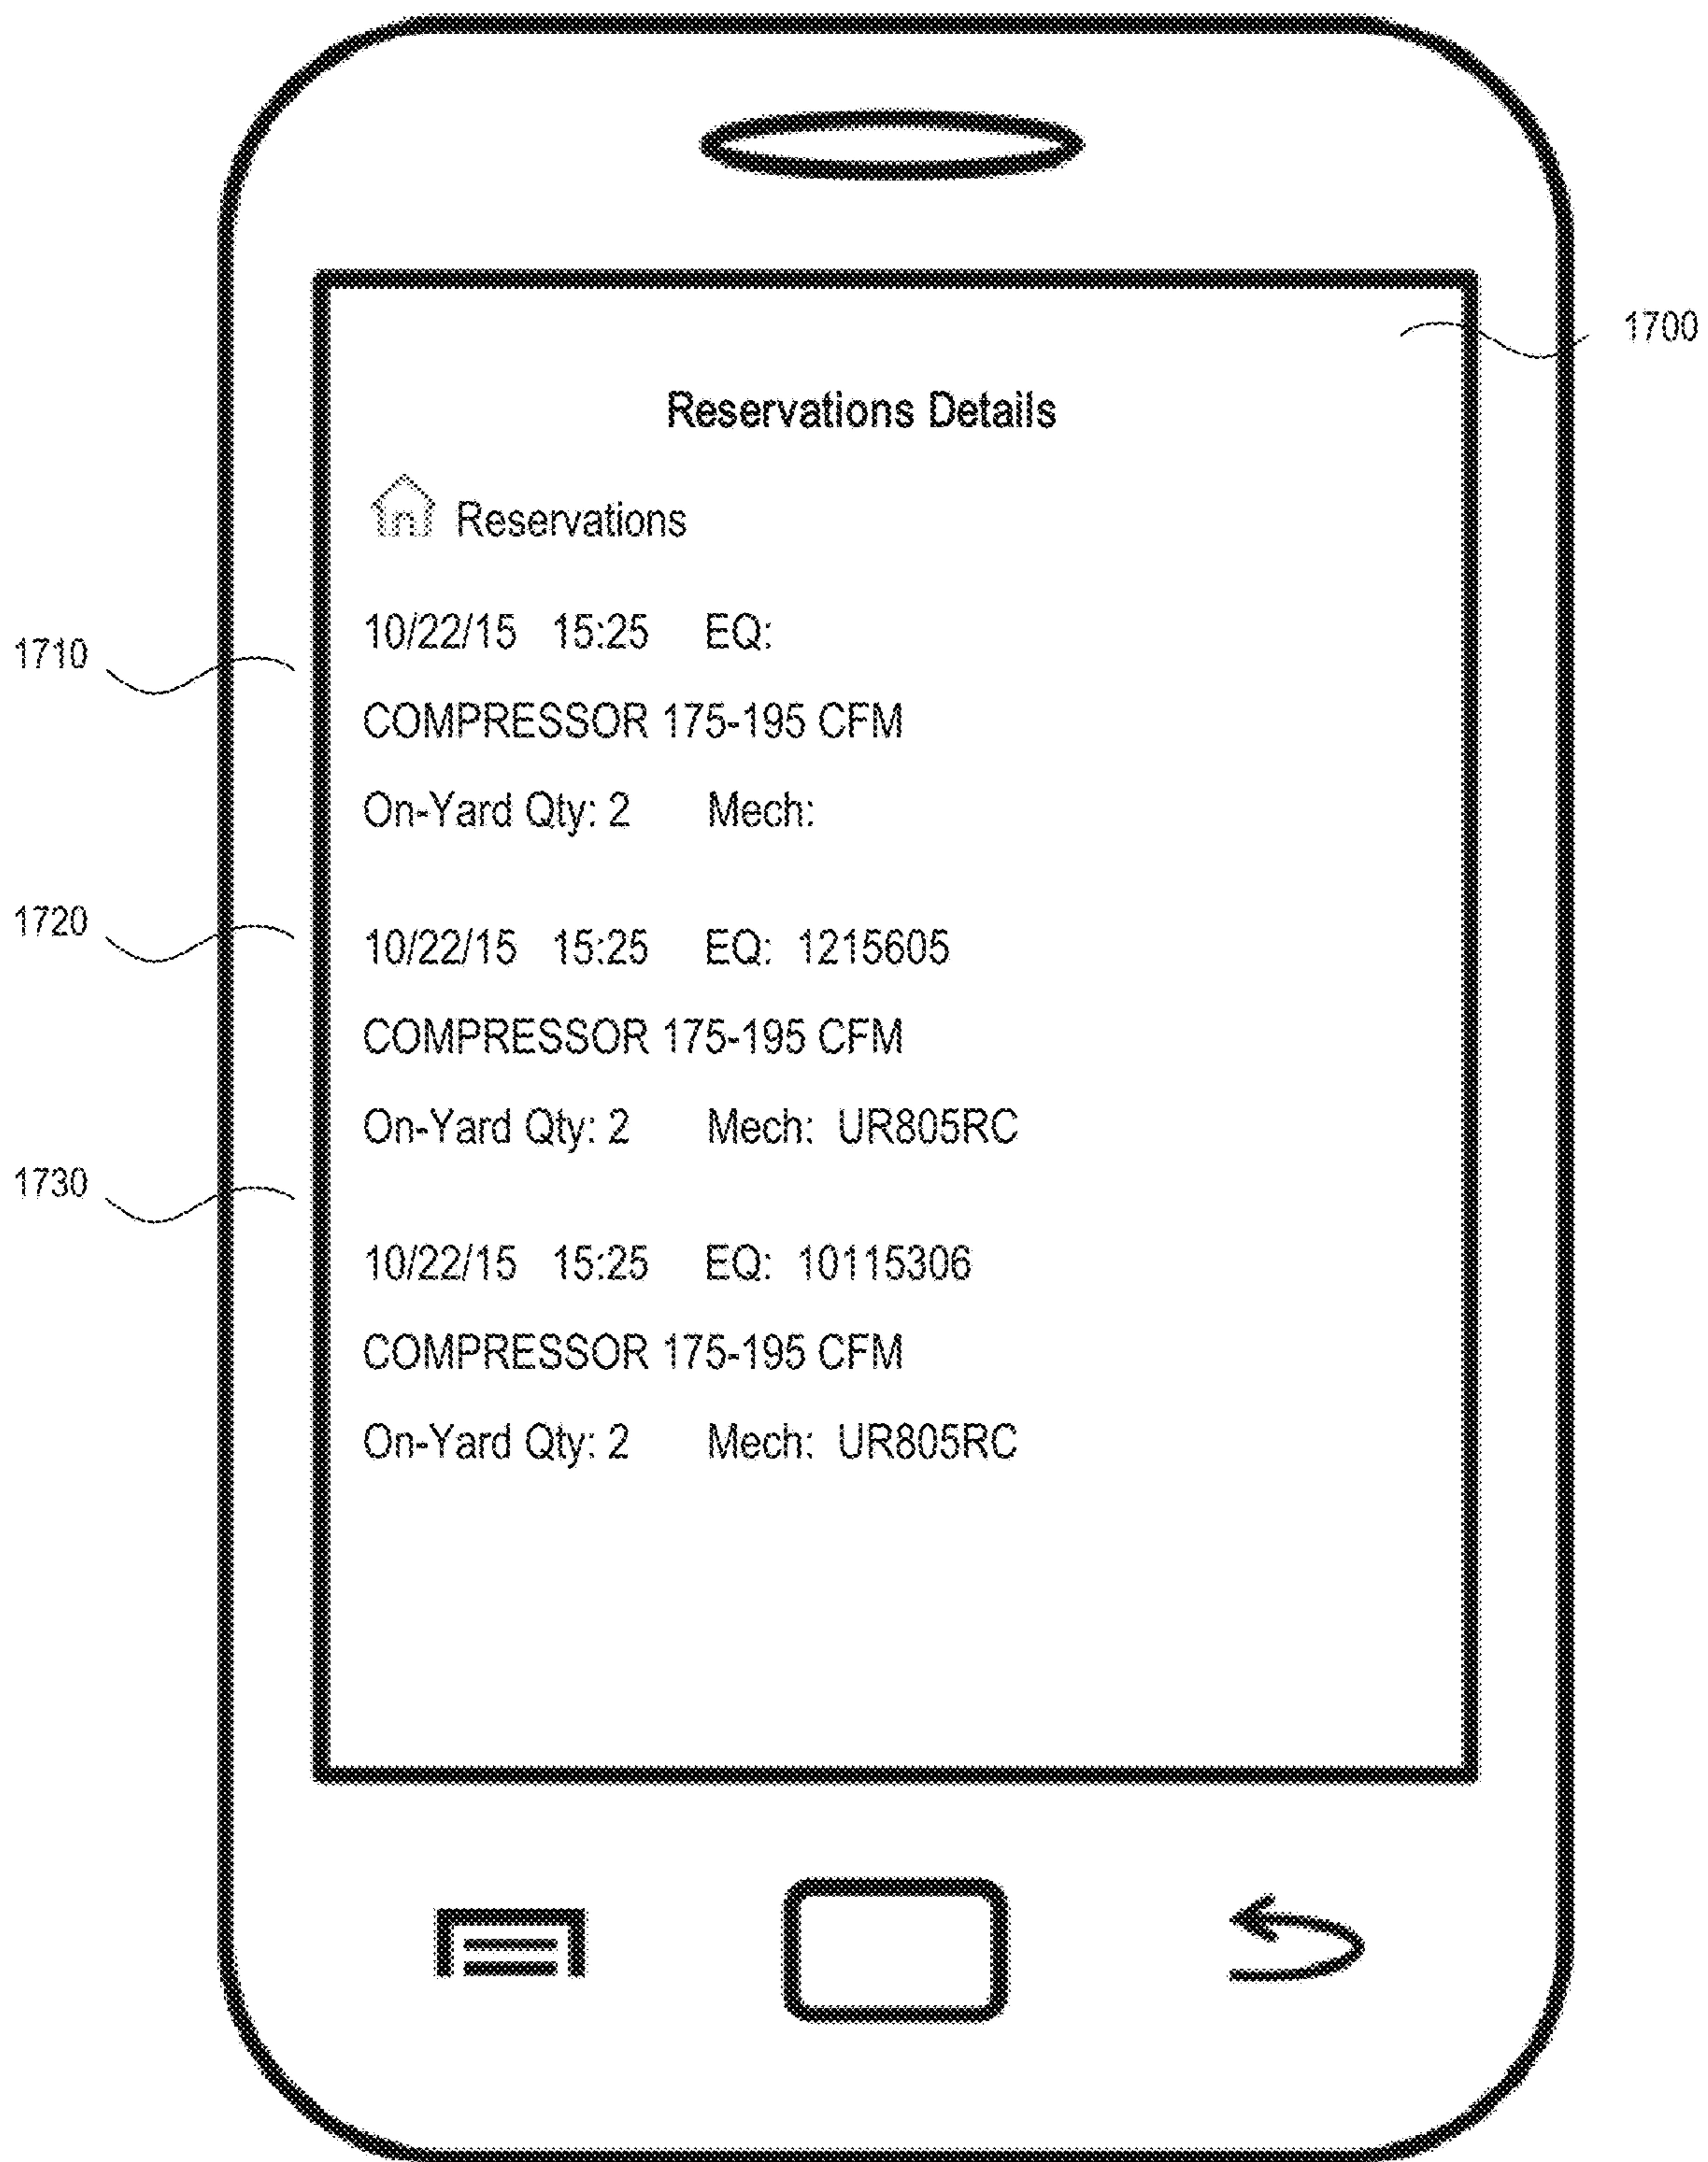 1700
Reservations Details
Reservations
10/22/15 15:25 EQ:
1710
COMPRESSOR 175-195 CFM
On-Yard Qty: 2 Mech:
1720
10/22/15 15:25 EQ: 1215605
COMPRESSOR 175-195 CFM
On-Yard Qty: 2 Mech: UR805RC
1730
10/22/15 15:25 EQ: 10115306
COMPRESSOR 175-195 CFM
On-Yard Qty: 2 Mech: UR805RC